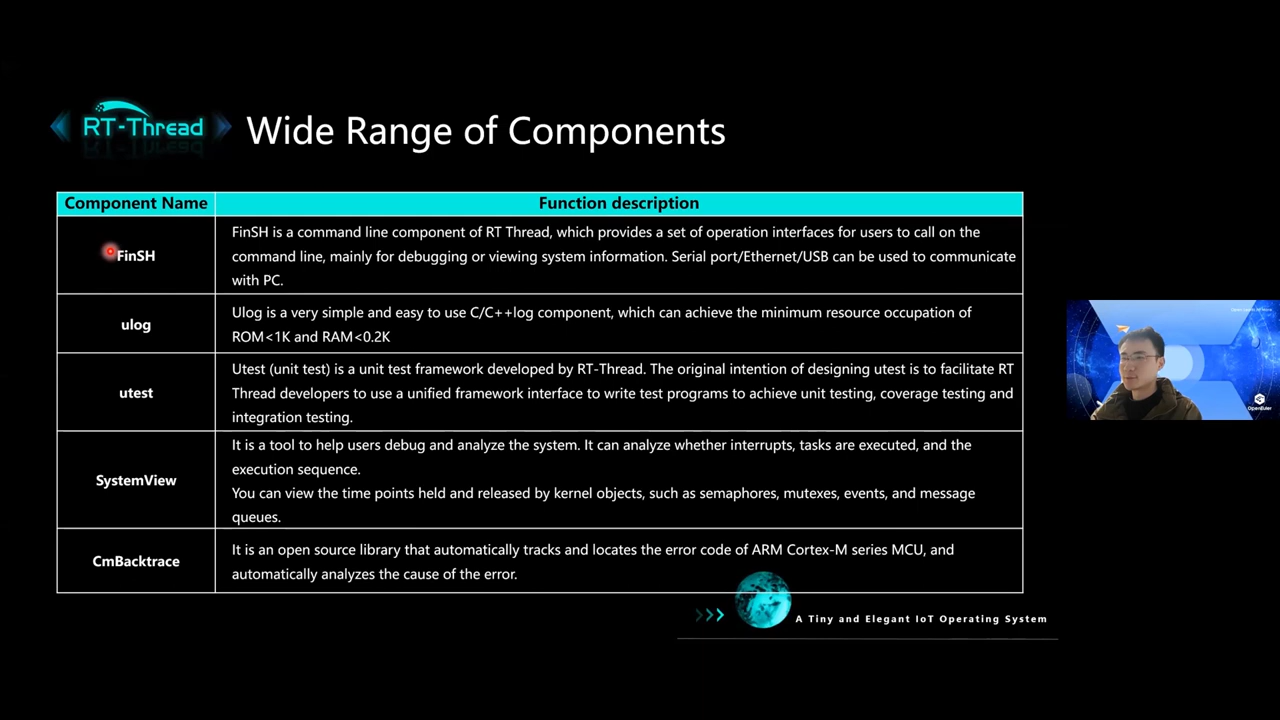 RT-Thread
Wide Range of Components
Component Name
Function description
FinSH
FinSH is a command line component of RT Thread, which provides a set of operation interfaces for users to call on the
command line, mainly for debugging or viewing system information. Serial port/Ethernet/USB can be used to communicate
with PC.
ulog
Ulog is a very simple and easy to use C/C++log component, which can achieve the minimum resource occupation of
ROM<1K and RAM<0.2K
utest
Utest (unit test) is a unit test framework developed by RT-Thread. The original intention of designing utest is to facilitate RT
Thread developers to use a unified framework interface to write test programs to achieve unit testing, coverage testing and
integration testing.
SystemView
It is a tool to help users debug and analyze the system. It can analyze whether interrupts, tasks are executed, and the
execution sequence.
You can view the time points held and released by kernel objects, such as semaphores, mutexes, events, and message
queues.
CmBacktrace
It is an open source library that automatically tracks and locates the error code of ARM Cortex-M series MCU, and
automatically analyzes the cause of the error.
A Tiny and Elegant IoT Operating System
OpenEuler